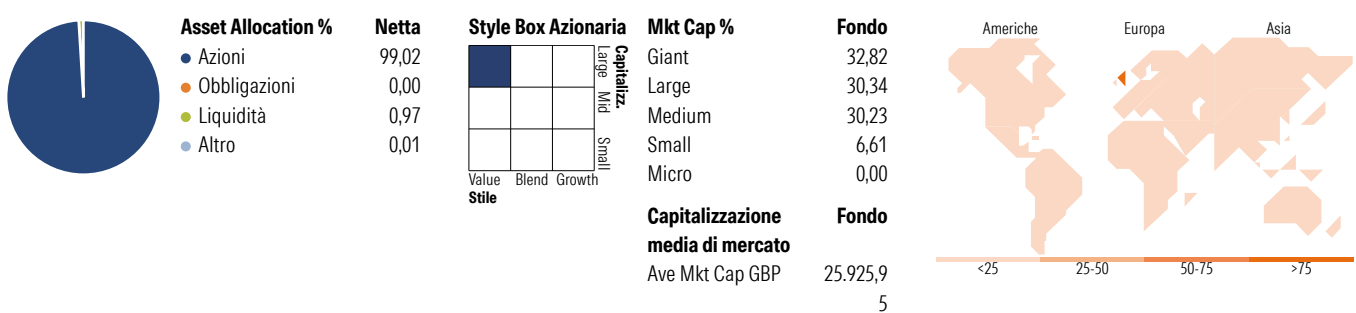 Asset Allocation % Netta
Azioni 99,02
Obbligazioni 0,00
Liquidità 0,97
Altro 0,01
Style Box Azionaria
Capitalizz.
Large Mid Small
Value Blend Growth
Stile
Mkt Cap % Fondo
Giant 32,82
Large 30,34
Medium 30,23
Small 6,61
Micro 0,00
Capitalizzazione Fondo
media di mercato
Ave Mkt Cap GBP 25.925,9
5
Americhe Europa Asia
<25 25-50 50-75 >75